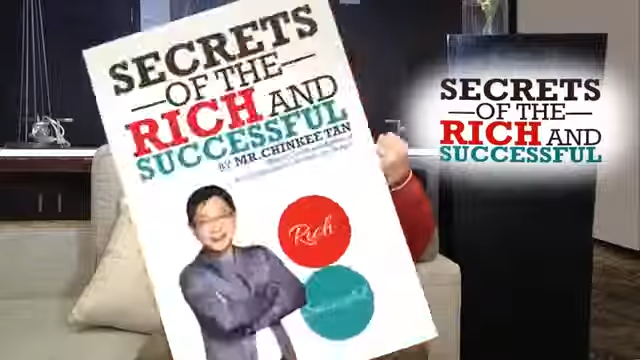 SECRETS
OF THE
RICH AND
SUCCESSFUL
BY MR.CHINKEE TAN
Rich
SECRETS
OF THE
RICH AND
SUCCESSFUL